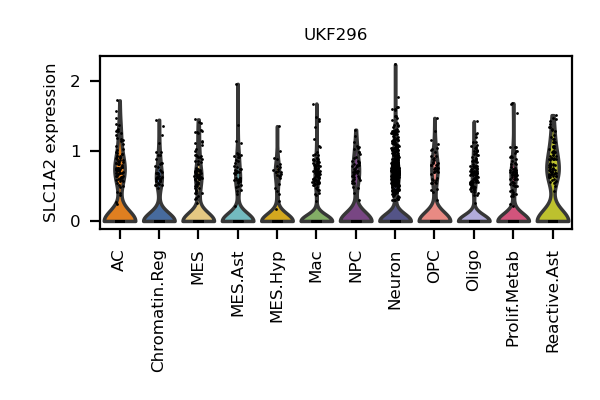 UKF296
SLC1A2 expression
2
1
0
AC
Chromatin.Reg
MES
MES.Ast
MES.Hyp
Mac
NPC
Neuron
OPC
Oligo
Prolif.Metab
Reactive.Ast